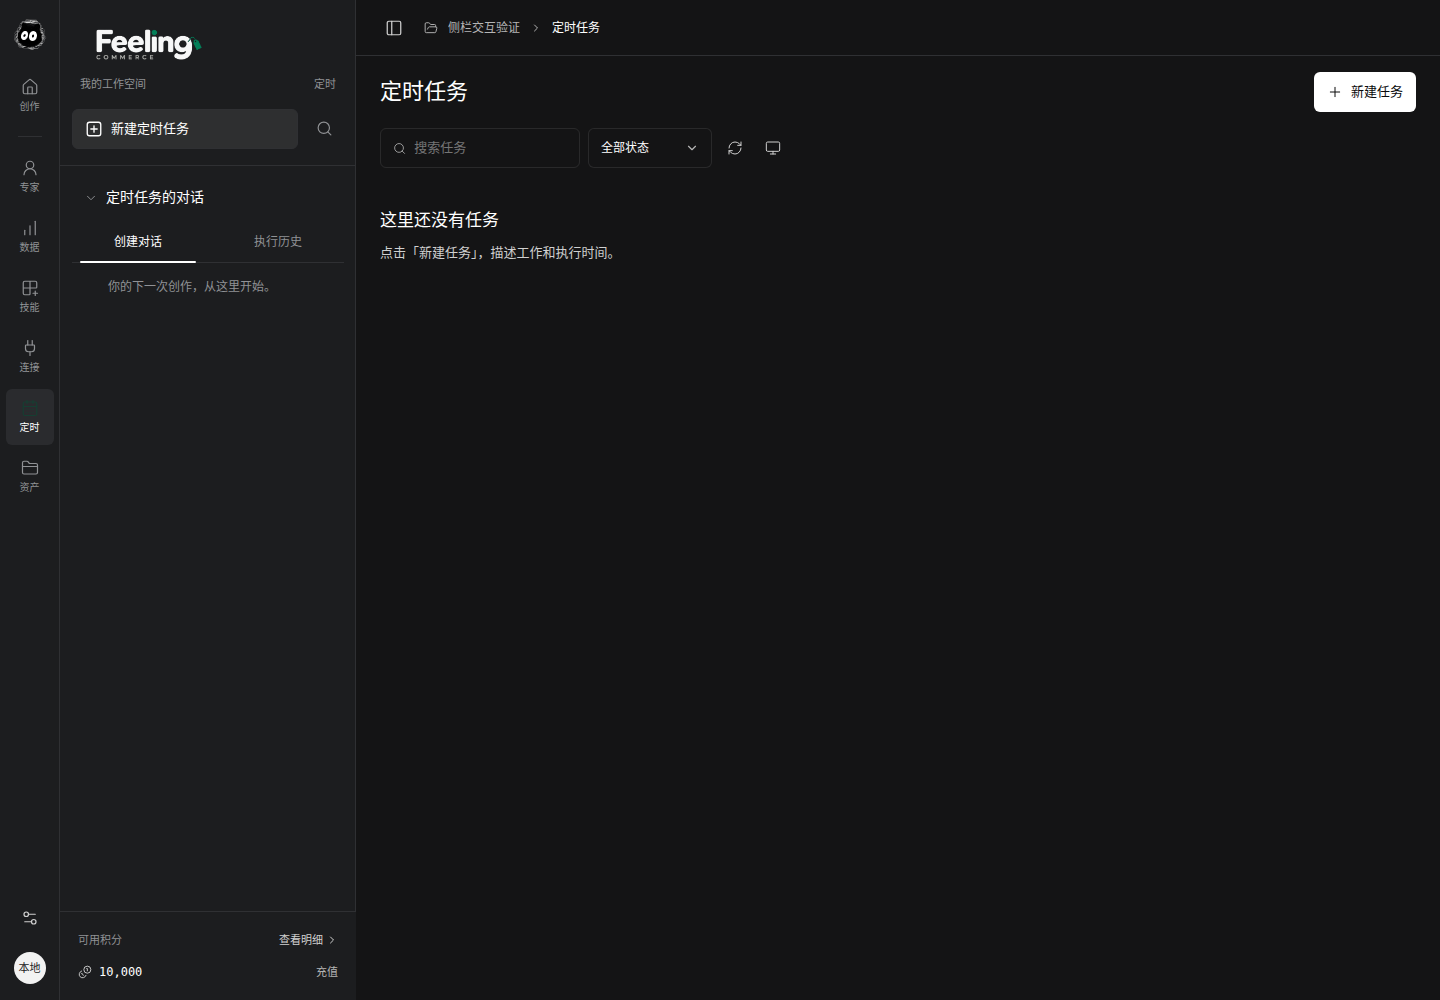 创作
专家
数据
技能
连接
定时
资产
本地
Feeling
COMMERCE
我的工作空间
定时
新建定时任务
定时任务的对话
创建对话
执行历史
你的下一次创作，从这里开始。
可用积分
查看明细
10,000
充值
侧栏交互验证
定时任务
定时任务
新建任务
搜索任务
全部状态
这里还没有任务
点击「新建任务」，描述工作和执行时间。